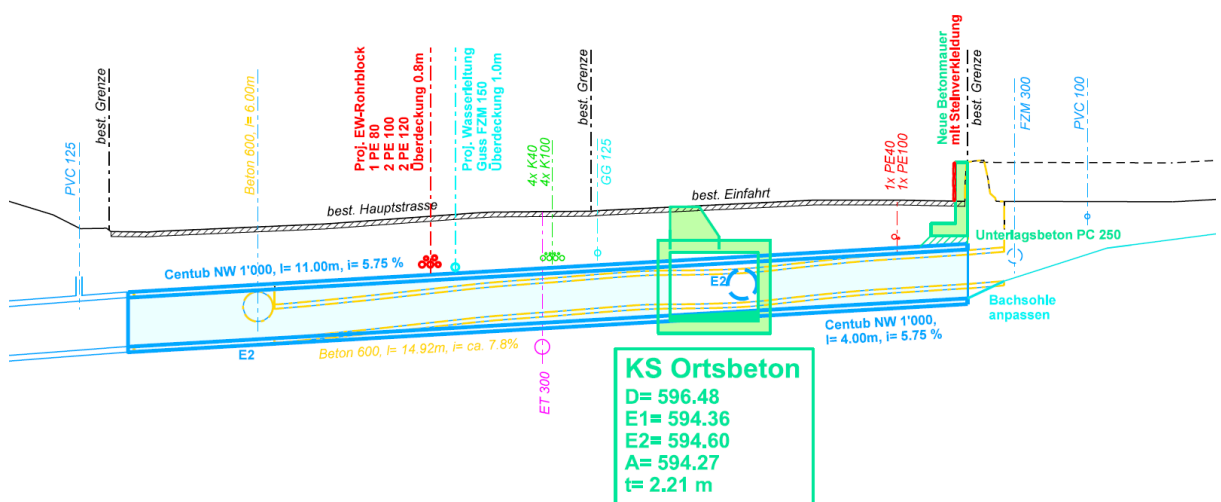 best. Grenze
PVC 125
Beton 600, l= 6.00m
Proj. EW-Rohrblock
1 PE 80
2 PE 100
2 PE 120
Überdeckung 0.8m
Proj. Wasserleitung
Guss FZM 150
Überdeckung 1.0m
4x K40
4x K100
best. Grenze
GG 125
1x PE40
1x PE100
Neue Betonmauer
mit Steinverkleidung
best. Grenze
FZM 300
PVC 100
best. Hauptstrasse
best. Einfahrt
Unterlagsbeton PC 250
Centub NW 1'000, l= 11.00m, i= 5.75 %
E2
Bachsohle
anpassen
E2
Beton 600, l= 14.92m, i= ca. 7.8%
Centub NW 1'000,
l= 4.00m, i= 5.75 %
ET 300
KS Ortsbeton
D= 596.48
E1= 594.36
E2= 594.60
A= 594.27
t= 2.21 m